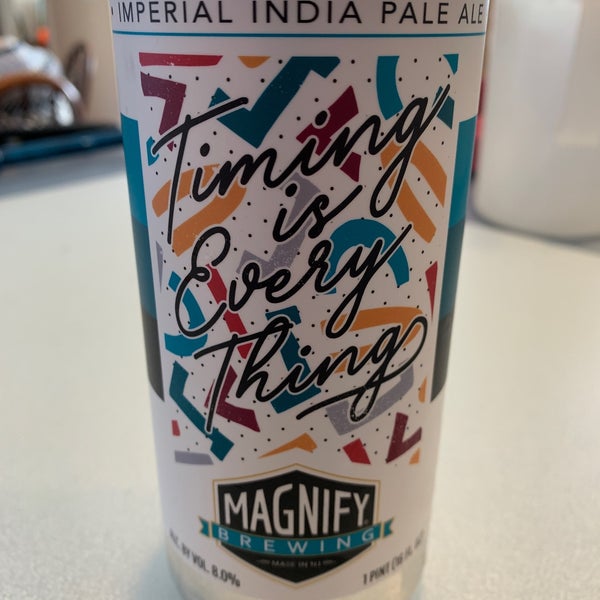 • IMPERIAL INDIA PALE ALE
Timing
is
Every
Thing
MAGNIFY
BREWING
MADE IN NJ
ALC. BY VOL. 8.0%
1 PINT (16 FL. OZ.)